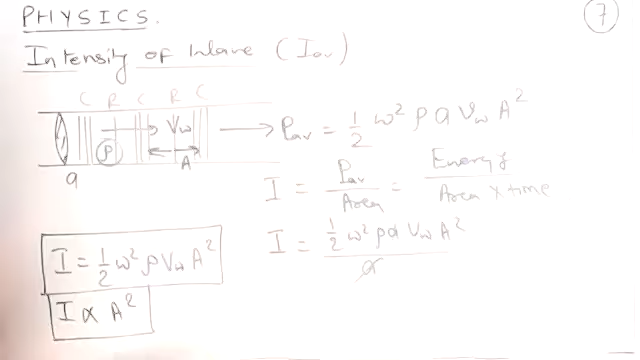 PHYSICS.
7
Intensity of Wave (Iav)
C R C R C
P Vw A
a
Pav = 1/2 ω² ρ a Vw A²
I = Pav/Area = Energy/Area × time
I = 1/2 ω² ρ a Vw A² / a
I = 1/2 ω² ρ Vw A²
I ∝ A²